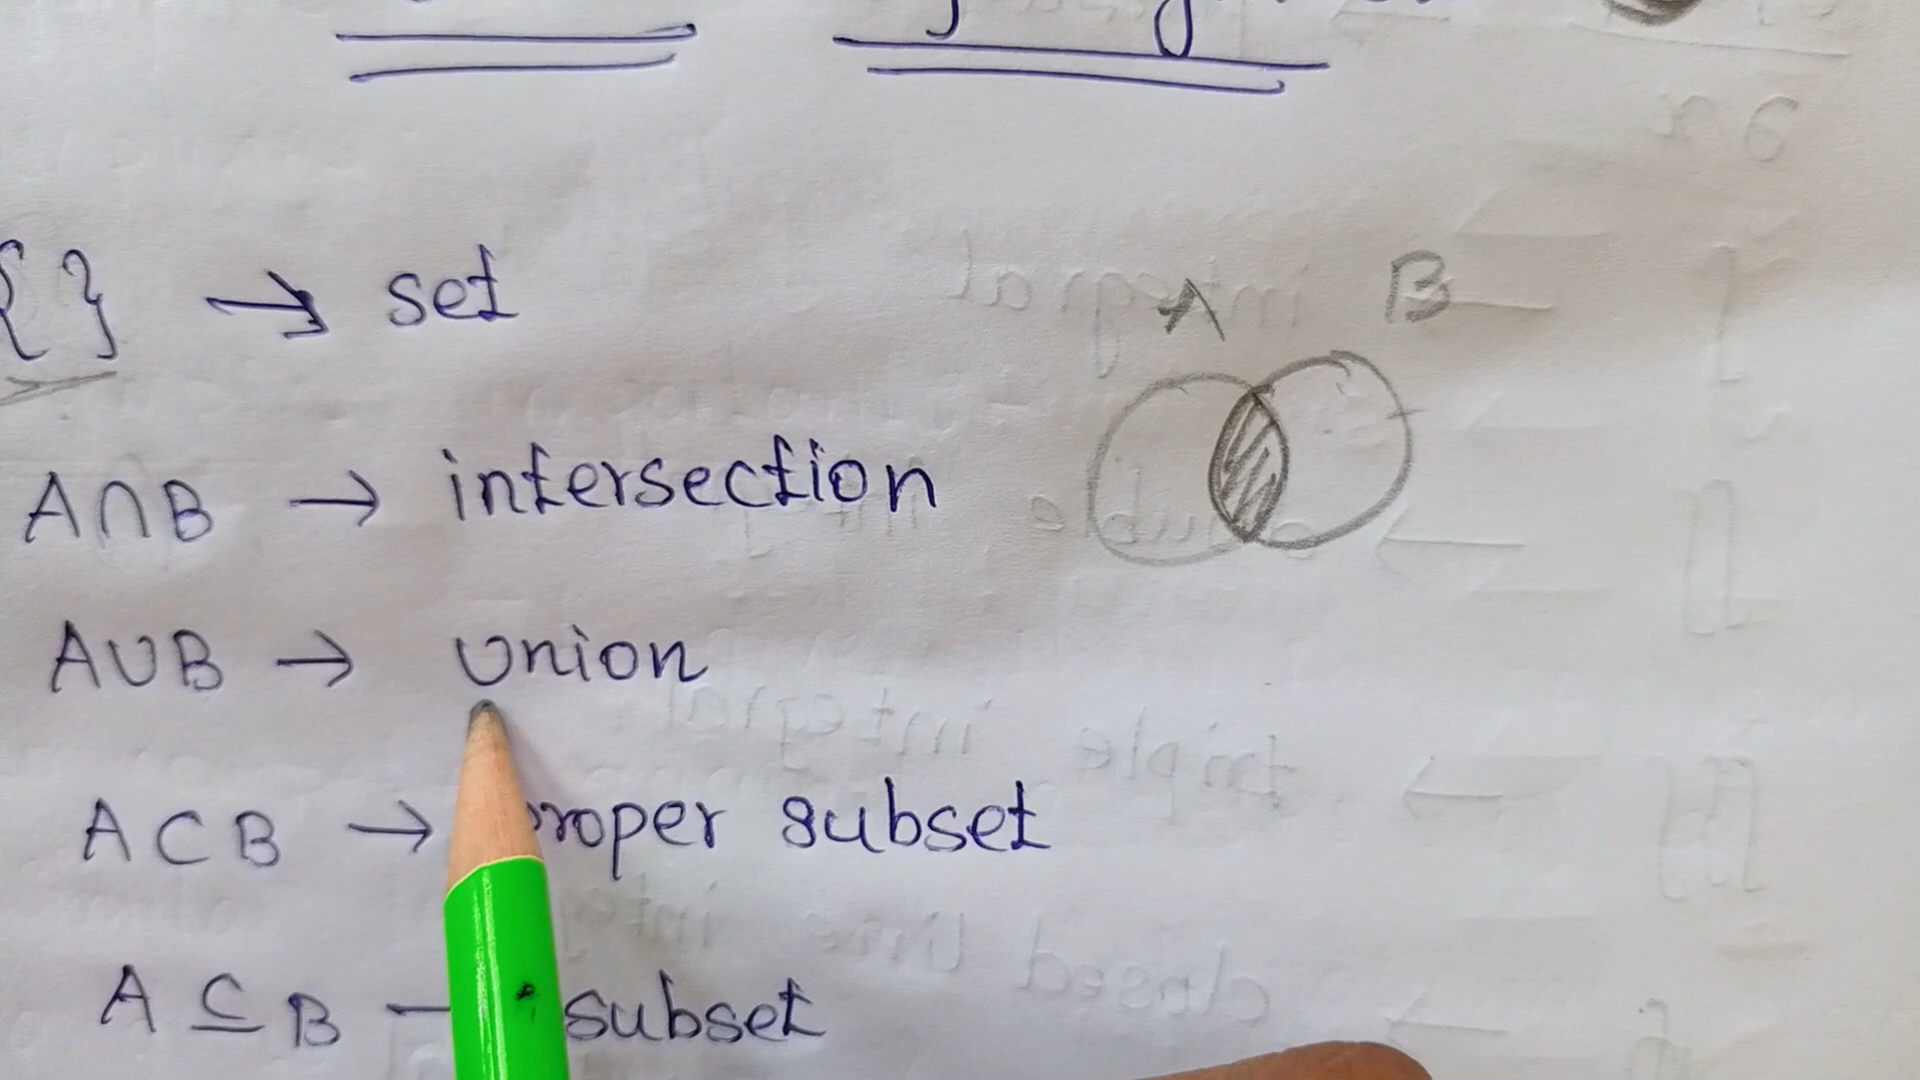 { } → set
A B
A∩B → intersection
A∪B → Union
A⊂B → proper subset
A⊆B – subset